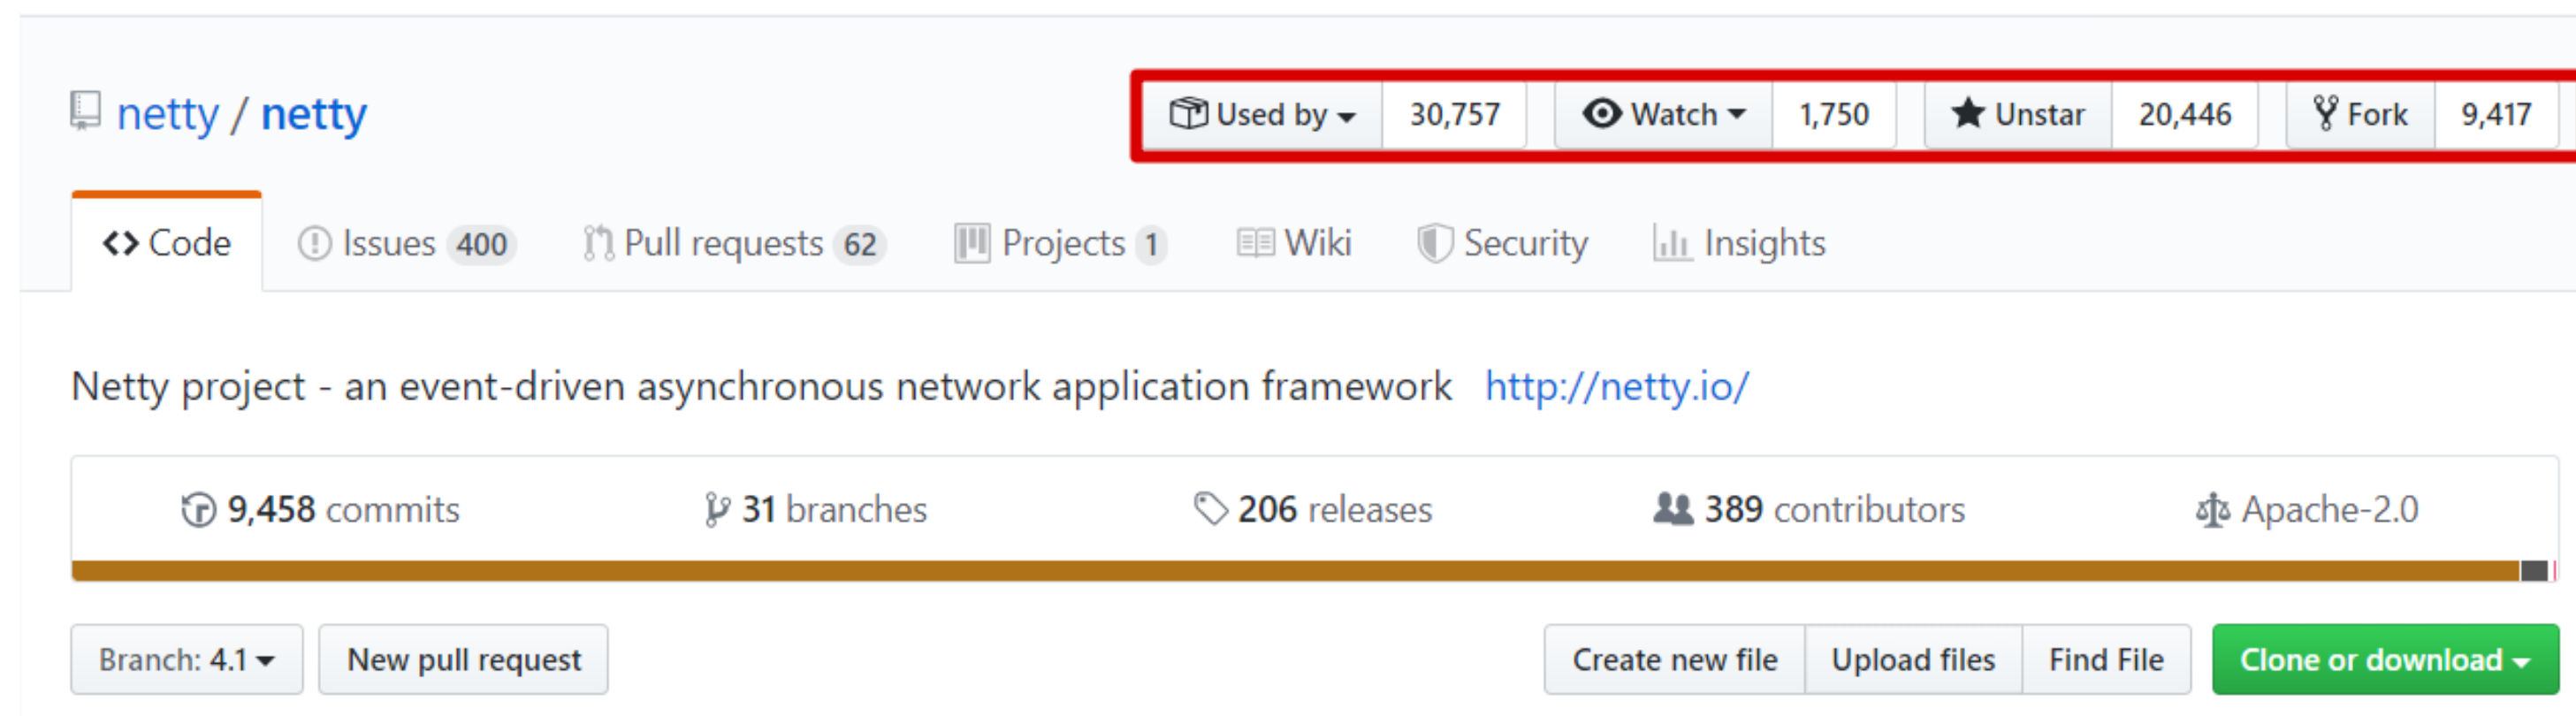 netty / netty Used by 30,757 Watch 1,750 Unstar 20,446 Fork 9,417
Code Issues 400 Pull requests 62 Projects 1 Wiki Security Insights
Netty project - an event-driven asynchronous network application framework http://netty.io/
9,458 commits 31 branches 206 releases 389 contributors Apache-2.0
Branch: 4.1 New pull request Create new file Upload files Find File Clone or download